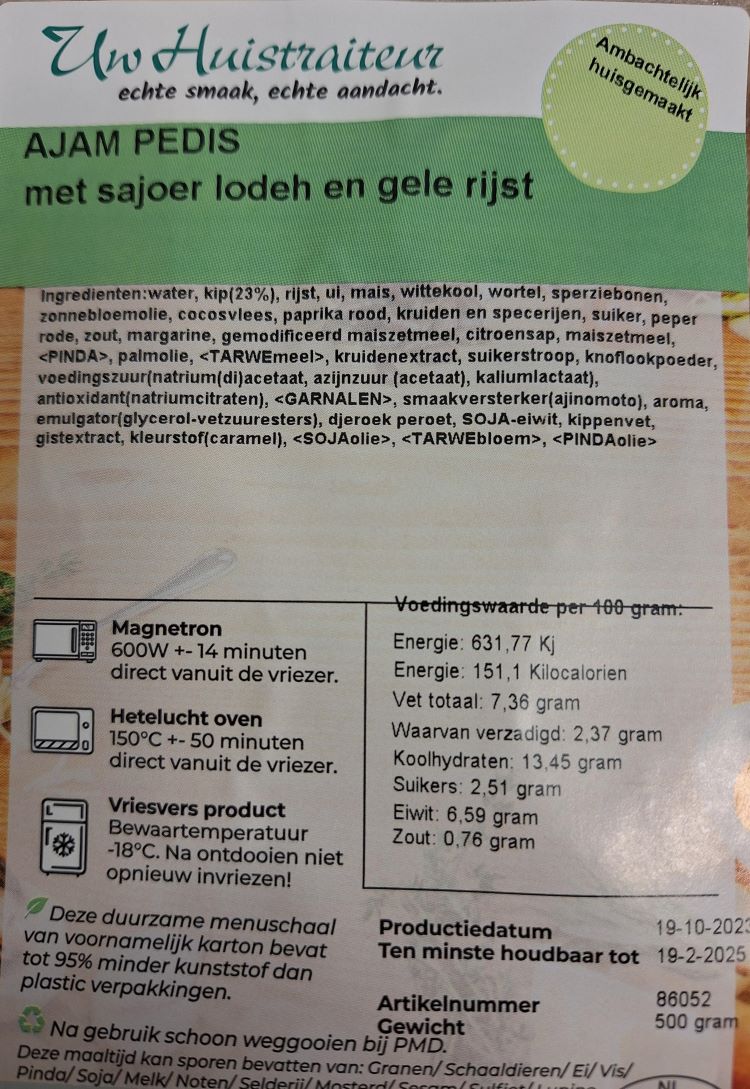 Uw Huistraiteur
echte smaak, echte aandacht.
Ambachtelijk
huisgemaakt
AJAM PEDIS
met sajoer lodeh en gele rijst
Ingredienten:water, kip(23%), rijst, ui, mais, wittekool, wortel, sperziebonen,
zonnebloemolie, cocosvlees, paprika rood, kruiden en specerijen, suiker, peper
rode, zout, margarine, gemodificeerd maiszetmeel, citroensap, maiszetmeel,
<PINDA>, palmolie, <TARWEmeel>, kruidenextract, suikerstroop, knoflookpoeder,
voedingszuur(natrium(di)acetaat, azijnzuur (acetaat), kaliumlactaat),
antioxidant(natriumcitraten), <GARNALEN>, smaakversterker(ajinomoto), aroma,
emulgator(glycerol-vetzuuresters), djeroek peroet, SOJA-eiwit, kippenvet,
gistextract, kleurstof(caramel), <SOJAolie>, <TARWEbloem>, <PINDAolie>
Magnetron
600W +- 14 minuten
direct vanuit de vriezer.
Hetelucht oven
150°C +- 50 minuten
direct vanuit de vriezer.
Vriesvers product
Bewaartemperatuur
-18°C. Na ontdooien niet
opnieuw invriezen!
Voedingswaarde per 100 gram:
Energie: 631,77 Kj
Energie: 151,1 Kilocalorien
Vet totaal: 7,36 gram
Waarvan verzadigd: 2,37 gram
Koolhydraten: 13,45 gram
Suikers: 2,51 gram
Eiwit: 6,59 gram
Zout: 0,76 gram
Deze duurzame menuschaal
van voornamelijk karton bevat
tot 95% minder kunststof dan
plastic verpakkingen.
Productiedatum 19-10-2023
Ten minste houdbaar tot 19-2-2025
Artikelnummer 86052
Gewicht 500 gram
Na gebruik schoon weggooien bij PMD.
Deze maaltijd kan sporen bevatten van: Granen/ Schaaldieren/ Ei/ Vis/
Pinda/ Soja/ Melk/ Noten/ Selderij/ Mosterd/ Sesam/ Sulfiet/ Lupine
NL